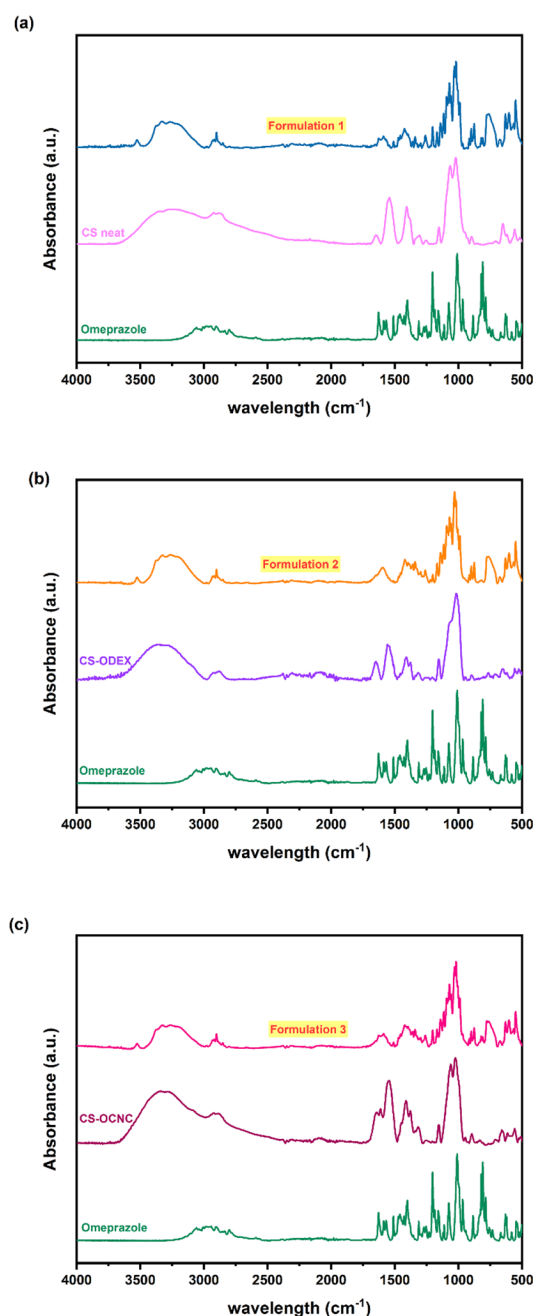 (a)
Formulation 1
CS neat
Omeprazole
Absorbance (a.u.)
4000 3500 3000 2500 2000 1500 1000 500
wavelength (cm⁻¹)
(b)
Formulation 2
CS-ODEX
Omeprazole
Absorbance (a.u.)
4000 3500 3000 2500 2000 1500 1000 500
wavelength (cm⁻¹)
(c)
Formulation 3
CS-OCNC
Omeprazole
Absorbance (a.u.)
4000 3500 3000 2500 2000 1500 1000 500
wavelength (cm⁻¹)